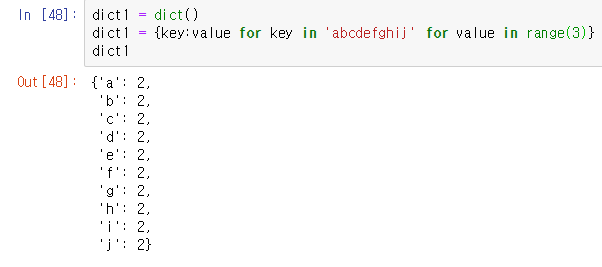 In [48]: dict1 = dict()
dict1 = {key:value for key in 'abcdefghij' for value in range(3)}
dict1
Out[48]: {'a': 2,
'b': 2,
'c': 2,
'd': 2,
'e': 2,
'f': 2,
'g': 2,
'h': 2,
'i': 2,
'j': 2}